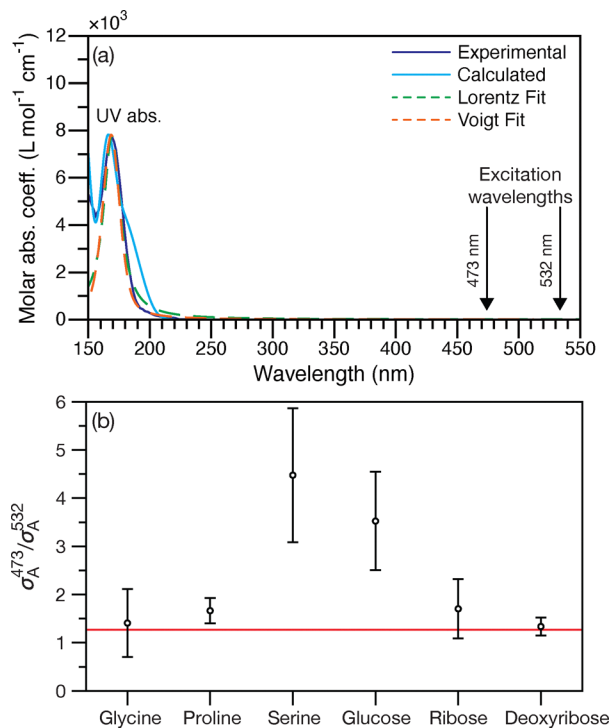 ×10³
12
10
8
6
4
2
0
Molar abs. coeff. (L mol⁻¹ cm⁻¹)
(a)
UV abs.
Experimental
Calculated
Lorentz Fit
Voigt Fit
Excitation
wavelengths
473 nm
532 nm
150 200 250 300 350 400 450 500 550
Wavelength (nm)
(b)
6
5
4
3
2
1
0
σ_A^473/σ_A^532
Glycine Proline Serine Glucose Ribose Deoxyribose